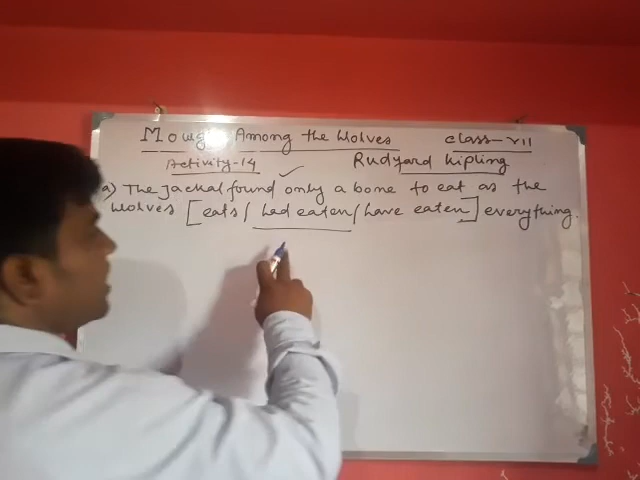 Mowg Among the Wolves class-VII
Activity-14 Rudyard Kipling
a) The Jackal found only a bone to eat as the
Wolves [eats/had eaten/have eaten] everything.